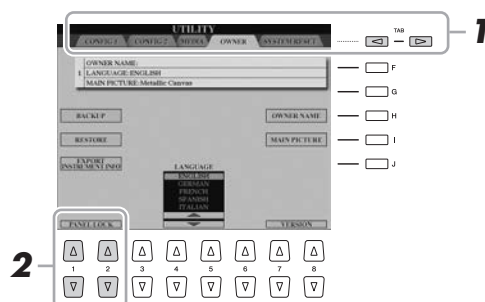 UTILITY
CONFIG 1 CONFIG 2 MEDIA OWNER SYSTEM RESET
TAB
1
OWNER NAME:
1 LANGUAGE: ENGLISH
MAIN PICTURE: Metallic Canvas
F
G
BACKUP
OWNER NAME
H
RESTORE
MAIN PICTURE
I
EXPORT
INSTRUMENT INFO
J
LANGUAGE
ENGLISH
GERMAN
FRENCH
SPANISH
ITALIAN
PANEL LOCK
VERSION
2
1 2 3 4 5 6 7 8